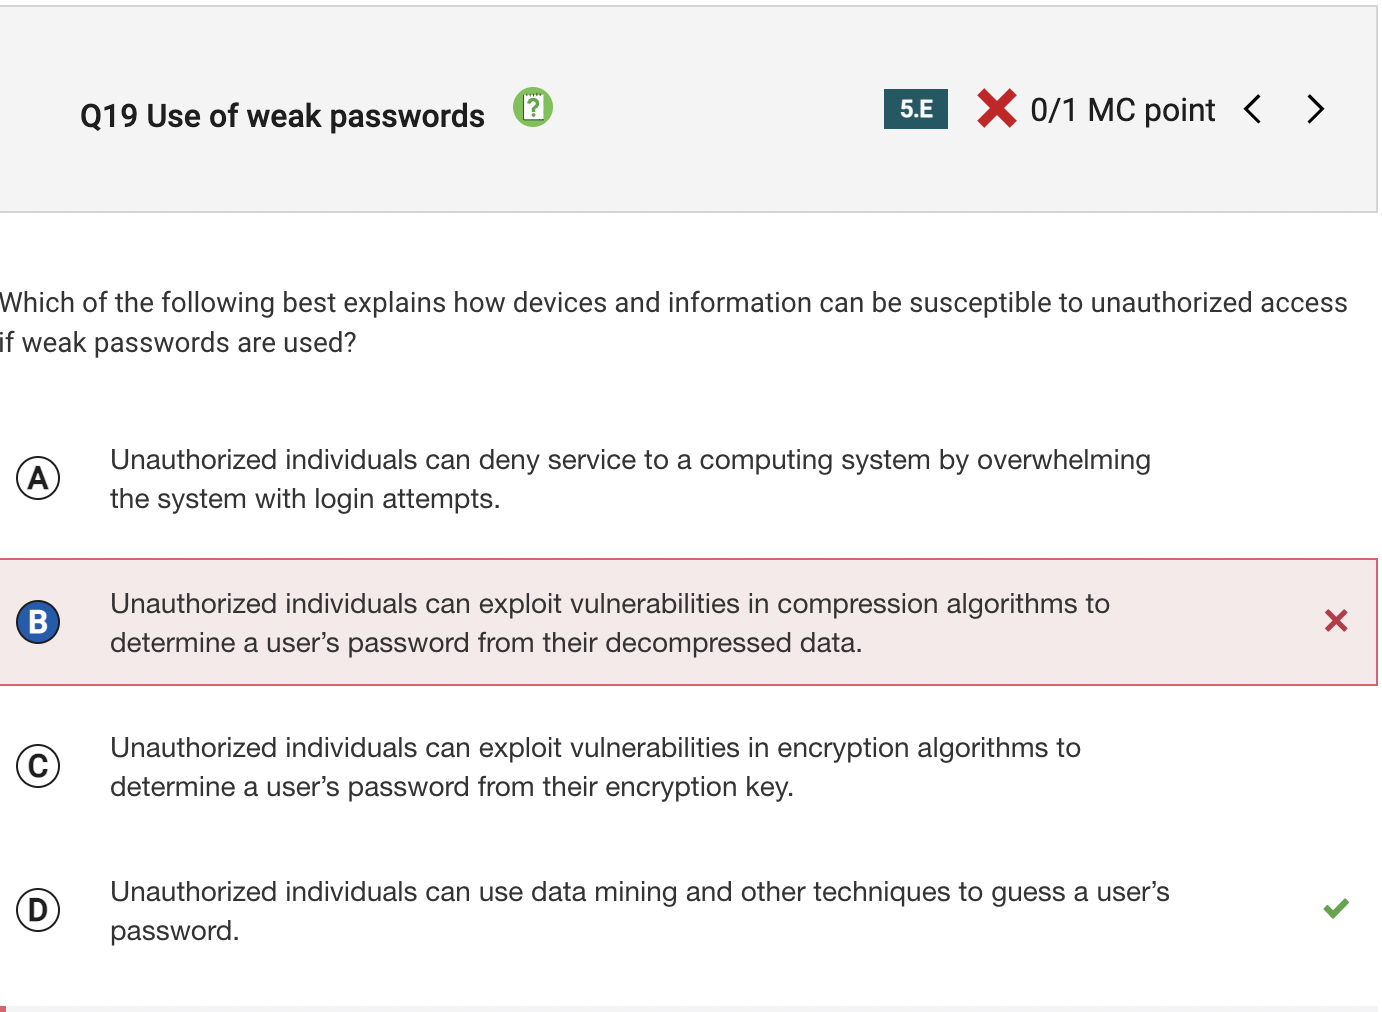 Q19 Use of weak passwords ? 5.E 0/1 MC point
Which of the following best explains how devices and information can be susceptible to unauthorized access
if weak passwords are used?
A Unauthorized individuals can deny service to a computing system by overwhelming
the system with login attempts.
B Unauthorized individuals can exploit vulnerabilities in compression algorithms to
determine a user’s password from their decompressed data.
C Unauthorized individuals can exploit vulnerabilities in encryption algorithms to
determine a user’s password from their encryption key.
D Unauthorized individuals can use data mining and other techniques to guess a user’s
password.